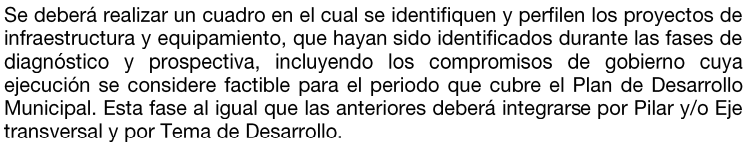 Se deberá realizar un cuadro en el cual se identifiquen y perfilen los proyectos de
infraestructura y equipamiento, que hayan sido identificados durante las fases de
diagnóstico y prospectiva, incluyendo los compromisos de gobierno cuya
ejecución se considere factible para el periodo que cubre el Plan de Desarrollo
Municipal. Esta fase al igual que las anteriores deberá integrarse por Pilar y/o Eje
transversal y por Tema de Desarrollo.